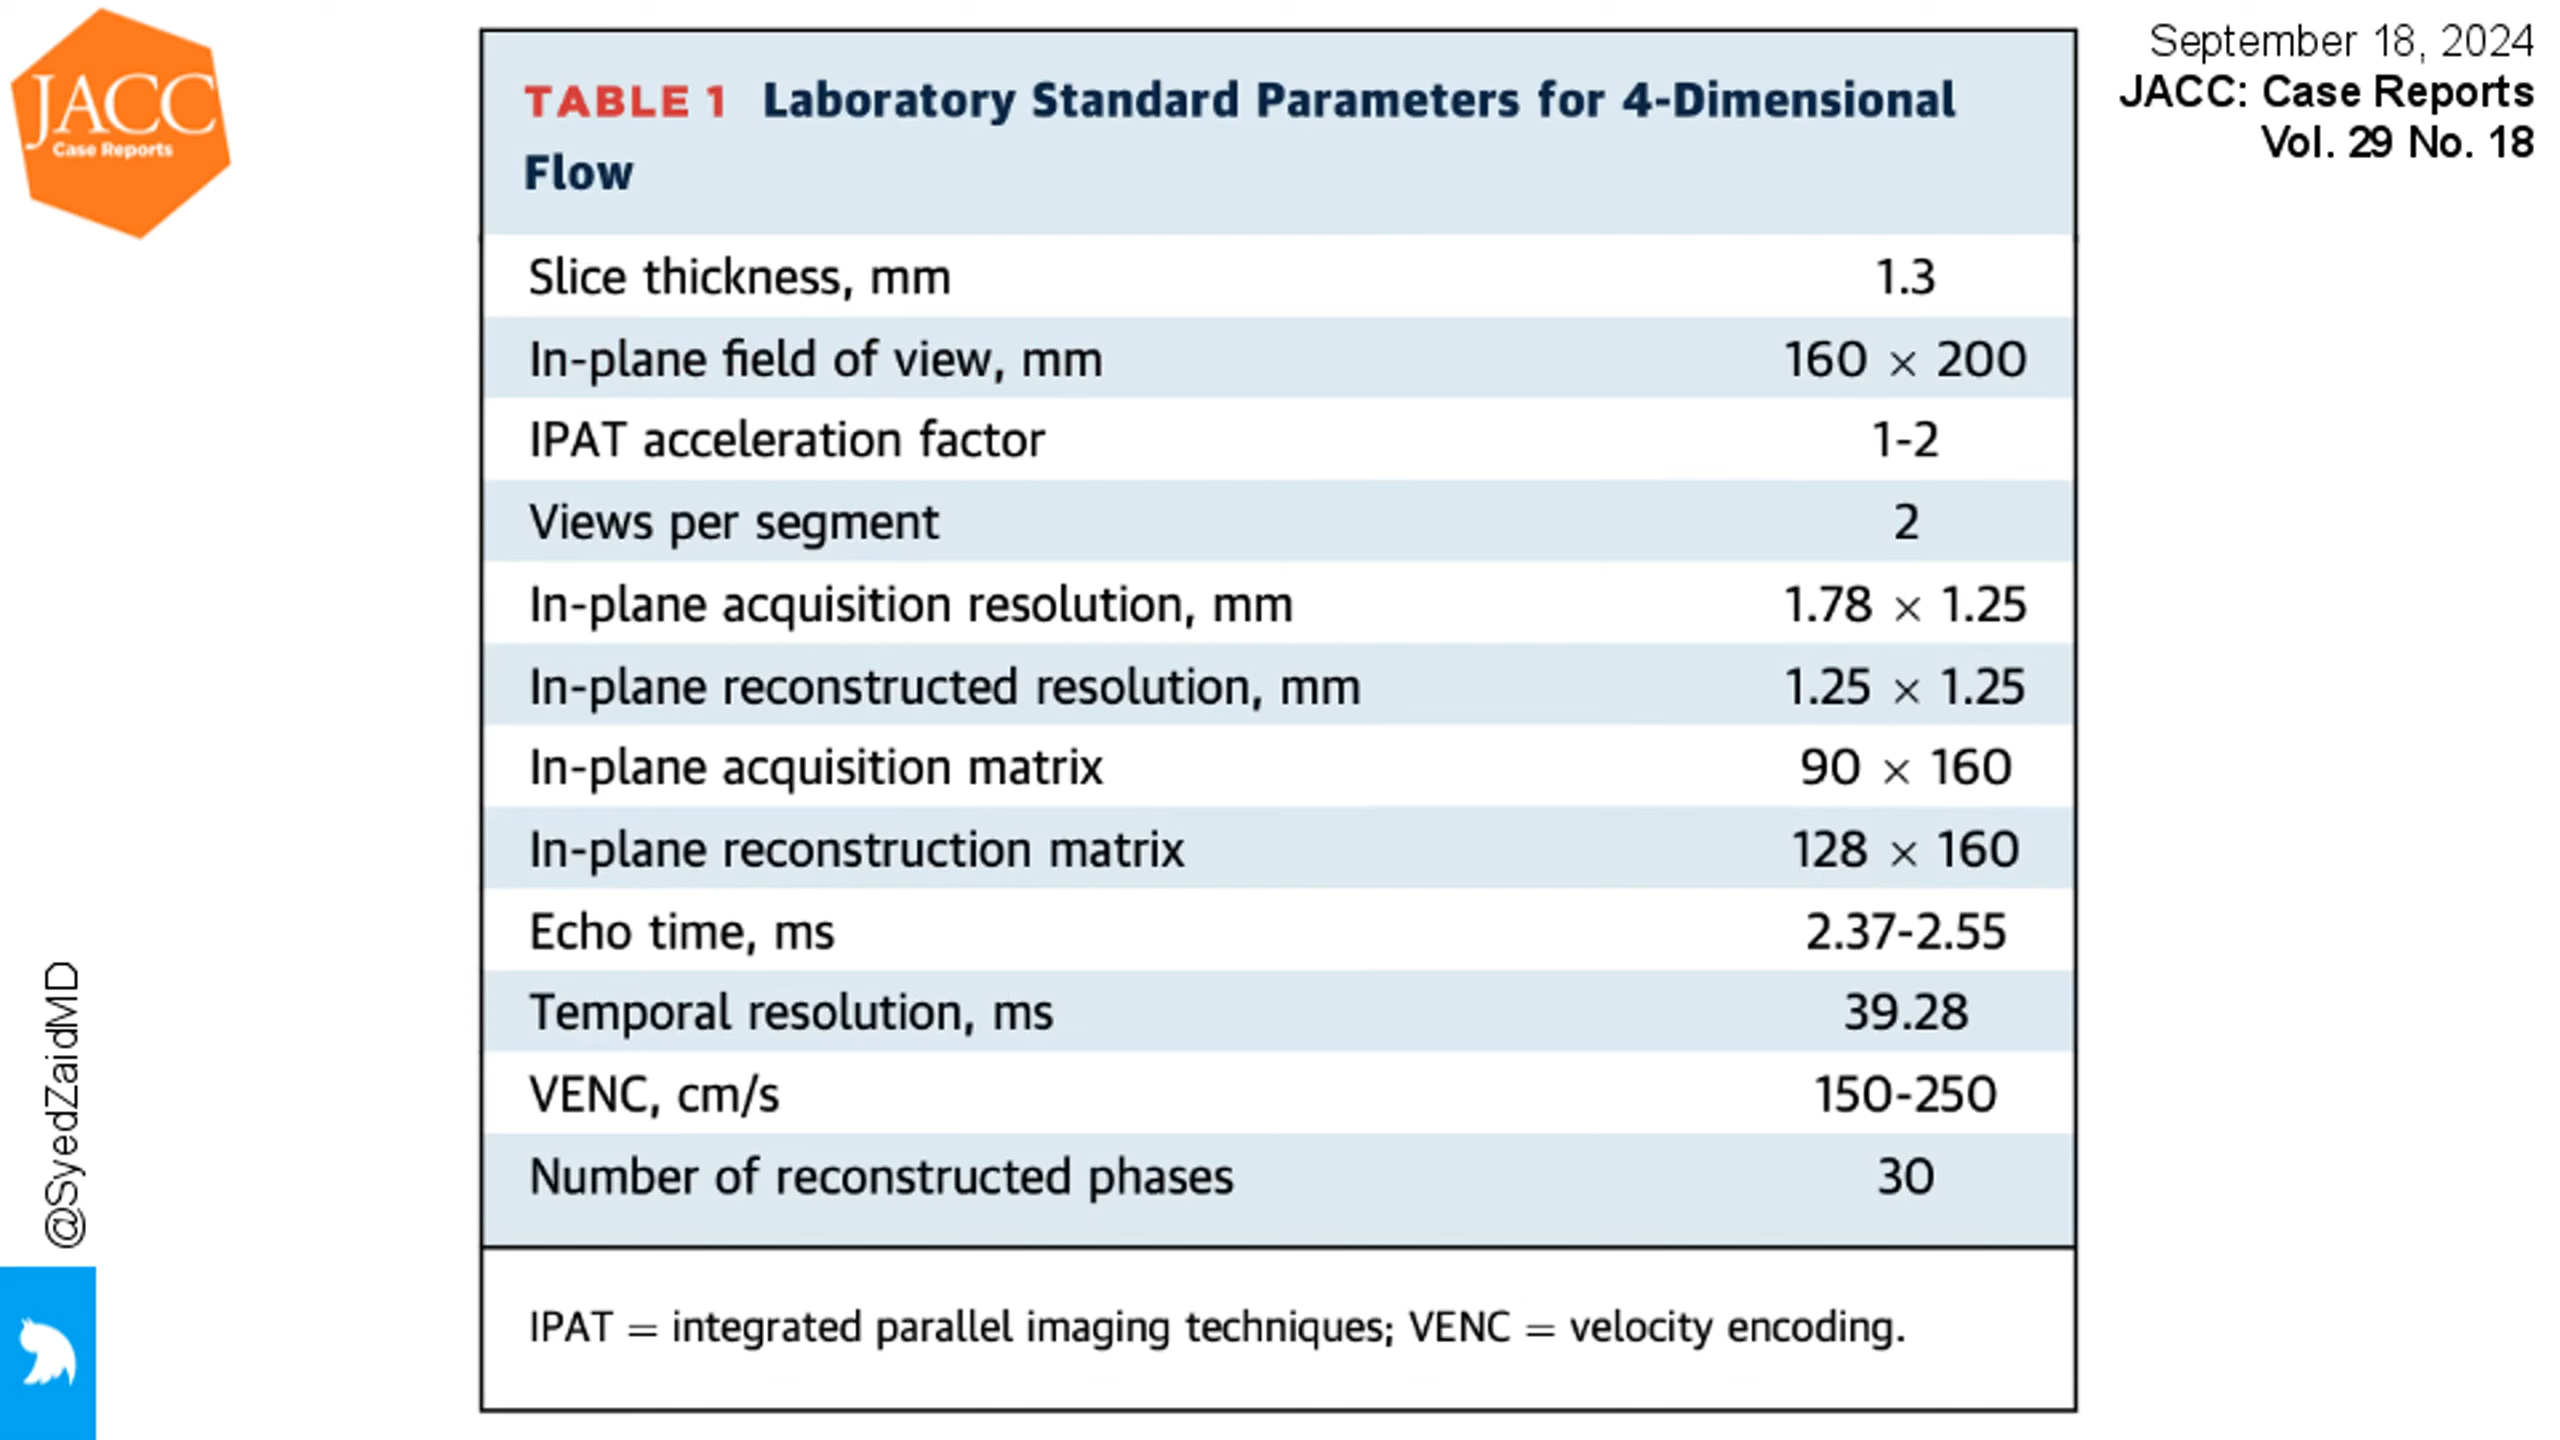 JACC
Case Reports
September 18, 2024
JACC: Case Reports
Vol. 29 No. 18
TABLE 1 Laboratory Standard Parameters for 4-Dimensional
Flow
Slice thickness, mm 1.3
In-plane field of view, mm 160 × 200
IPAT acceleration factor 1-2
Views per segment 2
In-plane acquisition resolution, mm 1.78 × 1.25
In-plane reconstructed resolution, mm 1.25 × 1.25
In-plane acquisition matrix 90 × 160
In-plane reconstruction matrix 128 × 160
Echo time, ms 2.37-2.55
Temporal resolution, ms 39.28
VENC, cm/s 150-250
Number of reconstructed phases 30
IPAT = integrated parallel imaging techniques; VENC = velocity encoding.
@SyedZaidMD